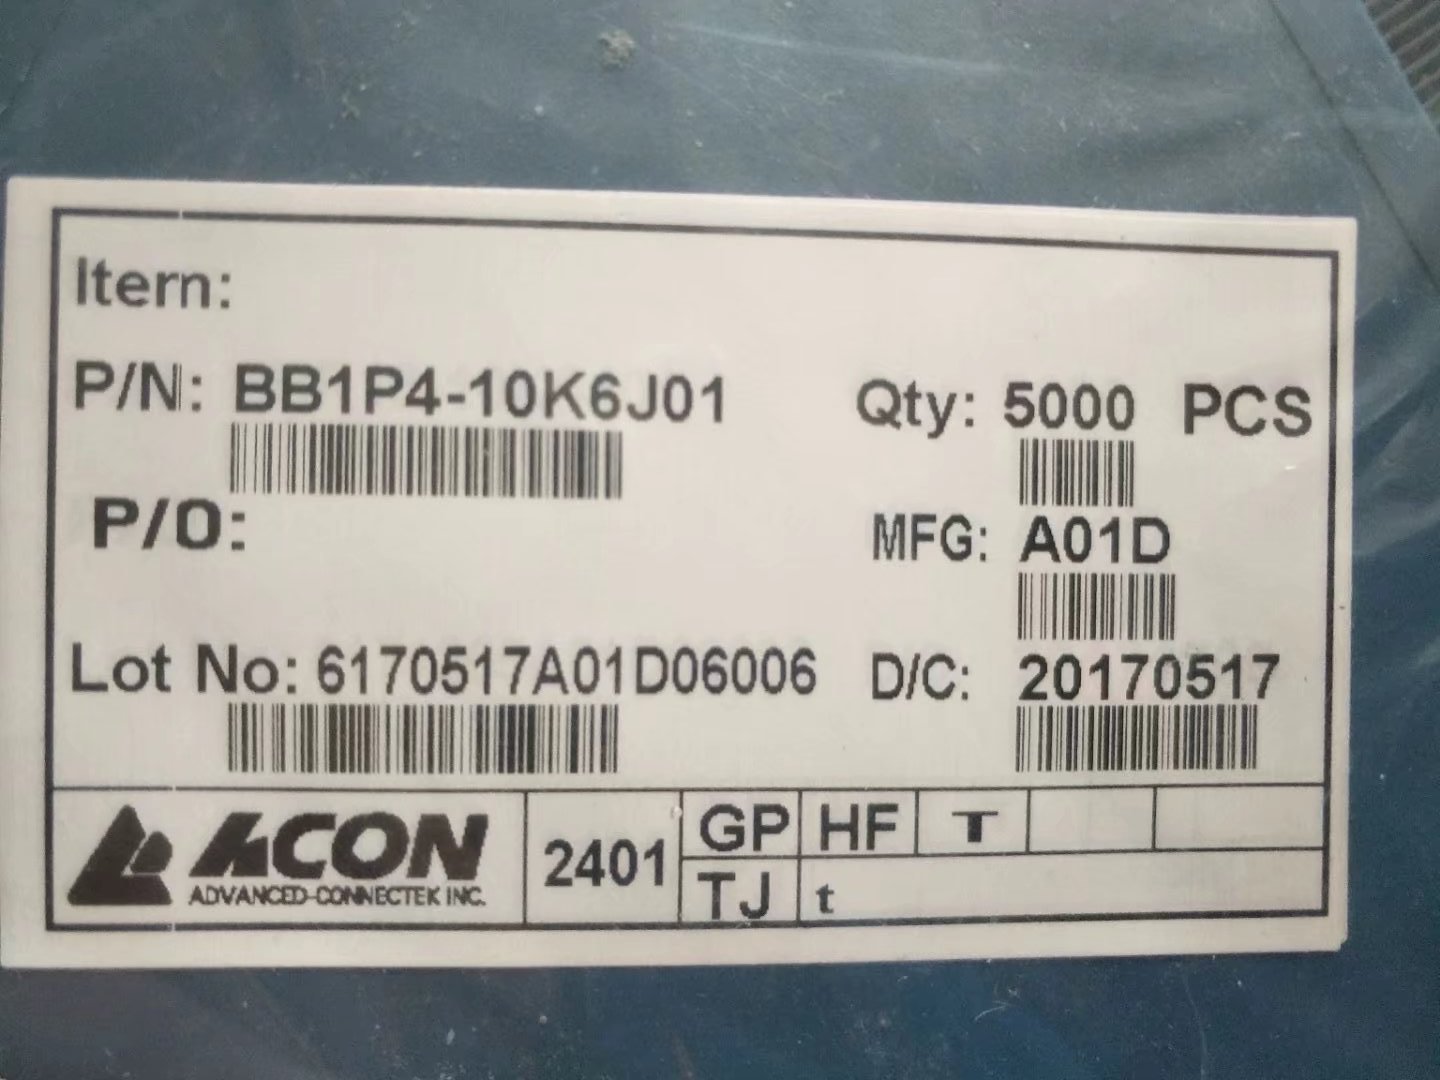 Itern:
P/N: BB1P4-10K6J01 Qty: 5000 PCS
P/O: MFG: A01D
Lot No: 6170517A01D06006 D/C: 20170517
ACON
ADVANCED-CONNECTEK INC.
2401
GP HF T
TJ t